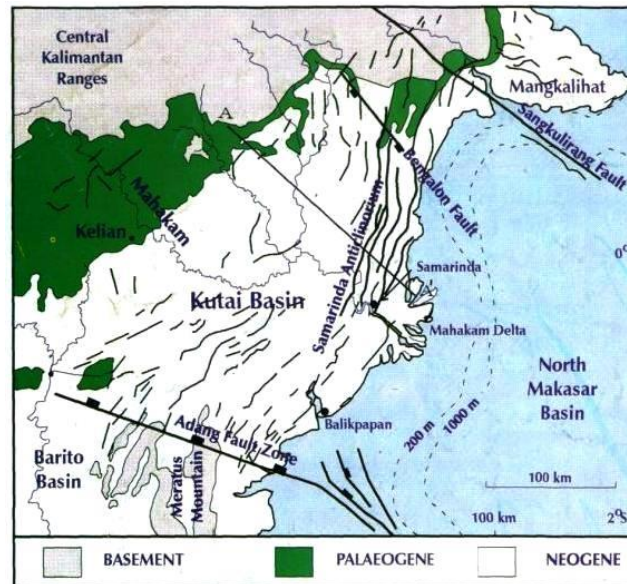 Central
Kalimantan
Ranges
Mangkalihat
Sangkulirang Fault
A
Bengalon Fault
Mahakam
Kelian
Samarinda Anticlinorium
0°
Samarinda
Kutai Basin
Mahakam Delta
North
Makasar
Basin
200 m
1000 m
Balikpapan
Adang Fault Zone
Barito
Basin
Meratus
Mountain
100 km
100 km
2°S
BASEMENT
PALAEOGENE
NEOGENE